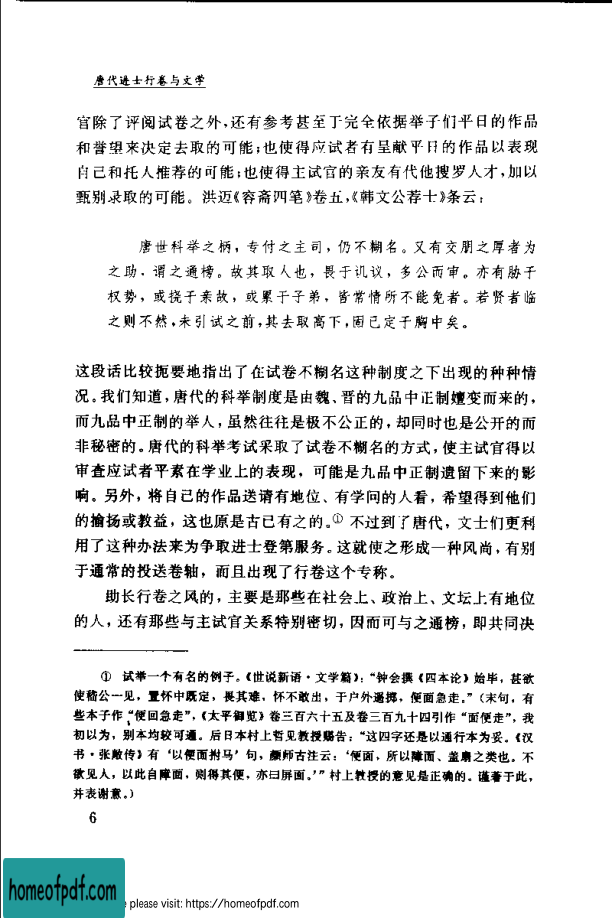 唐代进士行卷与文学
官除了评阅试卷之外,还有参考甚至于完全依据举子们平日的作品
和誉望来决定去取的可能;也使得应试者有呈献平日的作品以表现
自己和托人推荐的可能;也使得主试官的亲友有代他搜罗人才,加以
甄别录取的可能。洪迈《容斋四笔》卷五,《韩文公荐士》条云:
唐世科举之柄,专付之主司,仍不糊名。又有交朋之厚者为
之助,谓之通榜。故其取人也,畏于讥议,多公而审。亦有胁于
权势,或挠于亲故,或累于子弟,皆常情所不能免者。若贤者临
之则不然,未引试之前,其去取高下,固已定于胸中矣。
这段话比较扼要地指出了在试卷不糊名这种制度之下出现的种种情
况。我们知道,唐代的科举制度是由魏、晋的九品中正制嬗变而来的,
而九品中正制的举人,虽然往往是极不公正的,却同时也是公开的而
非秘密的。唐代的科举考试采取了试卷不糊名的方式,使主试官得以
审查应试者平素在学业上的表现,可能是九品中正制遗留下来的影
响。另外,将自己的作品送请有地位、有学问的人看,希望得到他们
的揄扬或教益,这也原是古已有之的。① 不过到了唐代,文士们更利
用了这种办法来为争取进士登第服务。这就使之形成一种风尚,有别
于通常的投送卷轴,而且出现了行卷这个专称。
助长行卷之风的,主要是那些在社会上、政治上、文坛上有地位
的人,还有那些与主试官关系特别密切,因而可与之通榜,即共同决
① 试举一个有名的例子。《世说新语·文学篇》:“钟会撰《四本论》始毕,甚欲
使嵇公一见,置怀中既定,畏其难,怀不敢出,于户外遥掷,便面急走。”(末句,有
些本子作“便回急走”,《太平御览》卷三百六十五及卷三百九十四引作“面便走”,我
初以为,别本均较可通。后日本村上哲见教授赐告:“这四字还是以通行本为妥。《汉
书·张敞传》有‘以便面拊马’句,颜师古注云:‘便面,所以障面、盖扇之类也。不
欲见人,以此自障面,则得其便,亦曰屏面。’”村上教授的意见是正确的。谨著于此,
并表谢意。)
6
homeofpdf.com
e please visit: https://homeofpdf.com